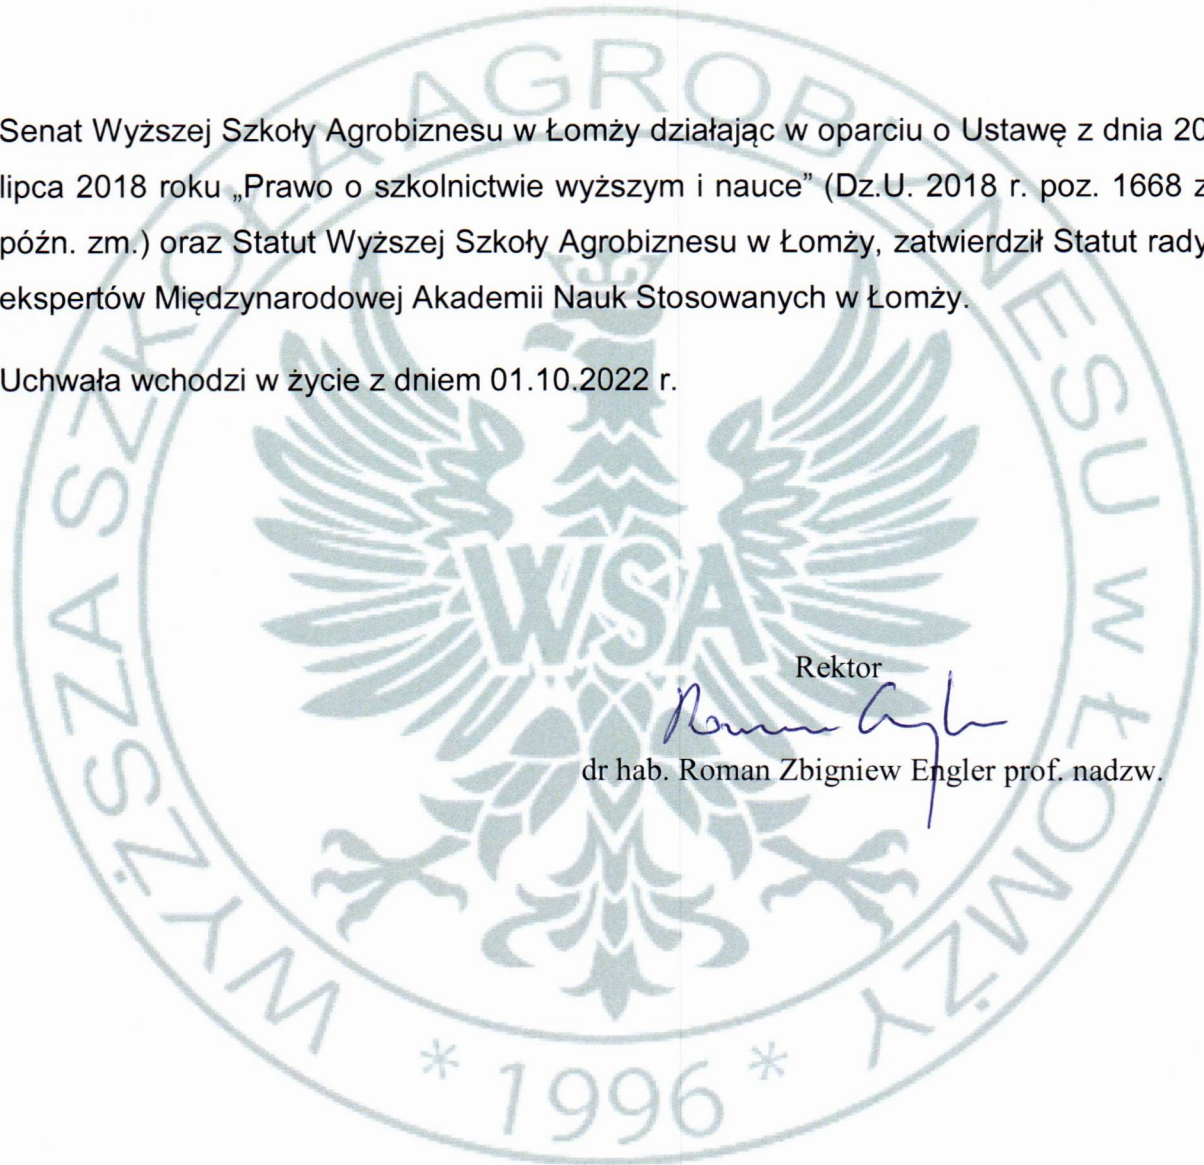 Senat Wyższej Szkoły Agrobiznesu w Łomży działając w oparciu o Ustawę z dnia 20
lipca 2018 roku „Prawo o szkolnictwie wyższym i nauce” (Dz.U. 2018 r. poz. 1668 z
późn. zm.) oraz Statut Wyższej Szkoły Agrobiznesu w Łomży, zatwierdził Statut rady
ekspertów Międzynarodowej Akademii Nauk Stosowanych w Łomży.
Uchwała wchodzi w życie z dniem 01.10.2022 r.
WYŻSZA SZKOŁA AGROBIZNESU W ŁOMŻY
WSA
Rektor
Roman Engler
dr hab. Roman Zbigniew Engler prof. nadzw.
* 1996 *